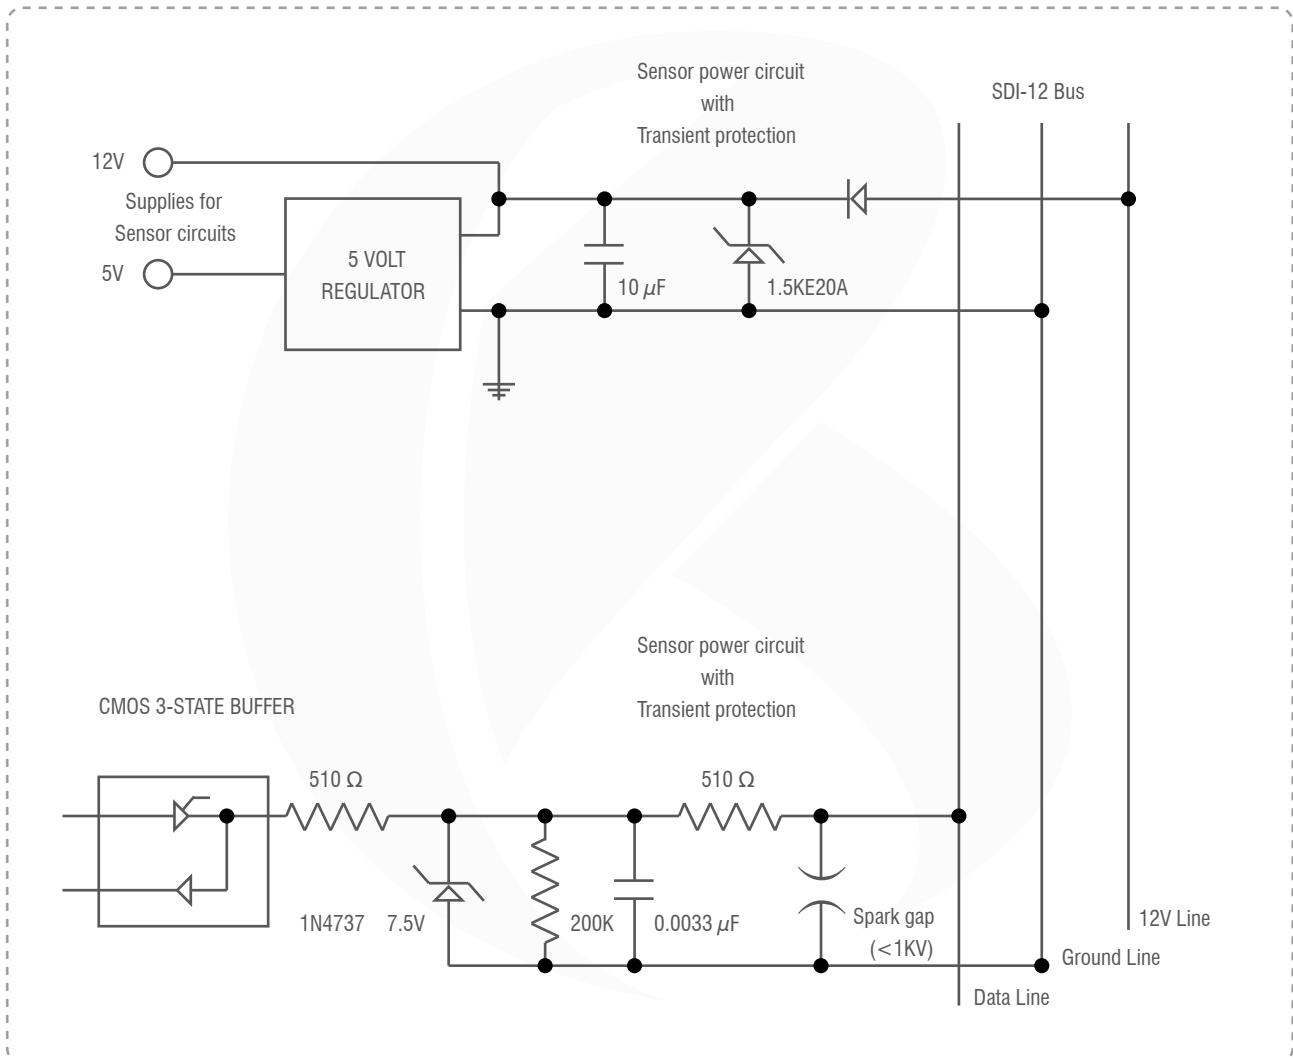 Sensor power circuit
with
Transient protection
SDI-12 Bus
12V
Supplies for
Sensor circuits
5V
5 VOLT
REGULATOR
10 µF
1.5KE20A
Sensor power circuit
with
Transient protection
CMOS 3-STATE BUFFER
510 Ω
510 Ω
1N4737 7.5V
200K
0.0033 µF
Spark gap
(<1KV)
12V Line
Ground Line
Data Line